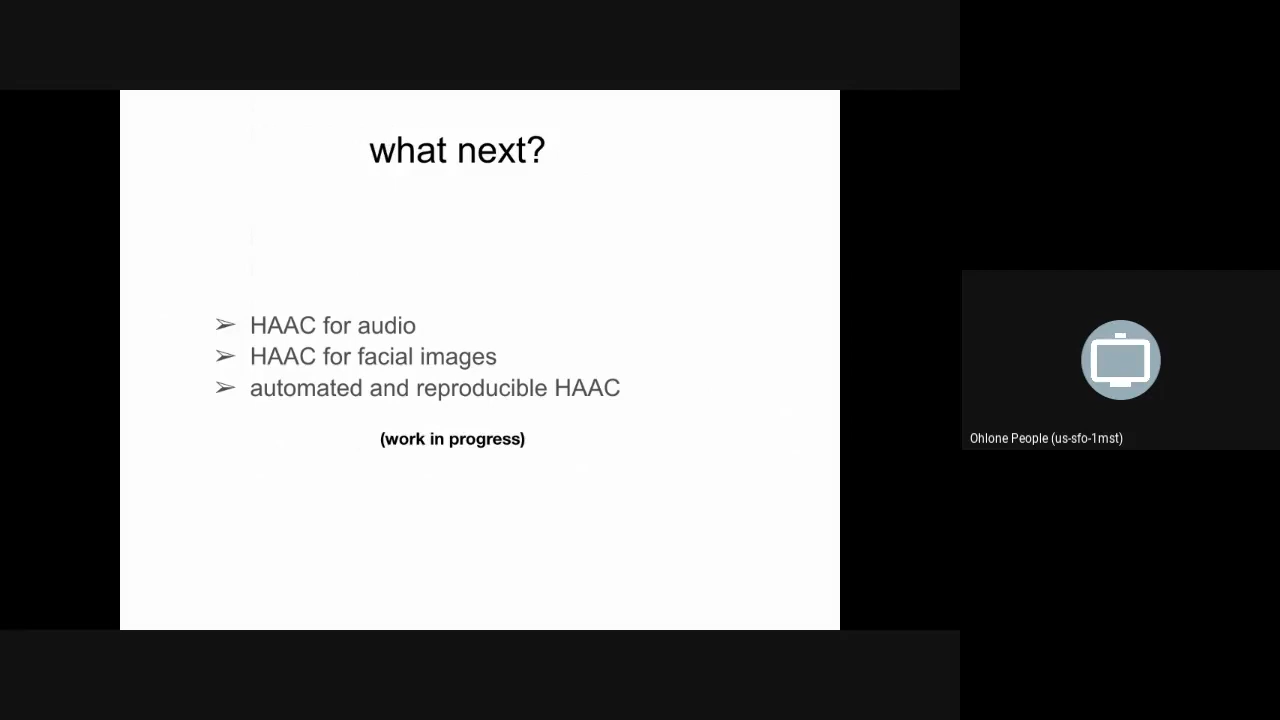 what next?
➢ HAAC for audio
➢ HAAC for facial images
➢ automated and reproducible HAAC
(work in progress)
Ohlone People (us-sfo-1mst)